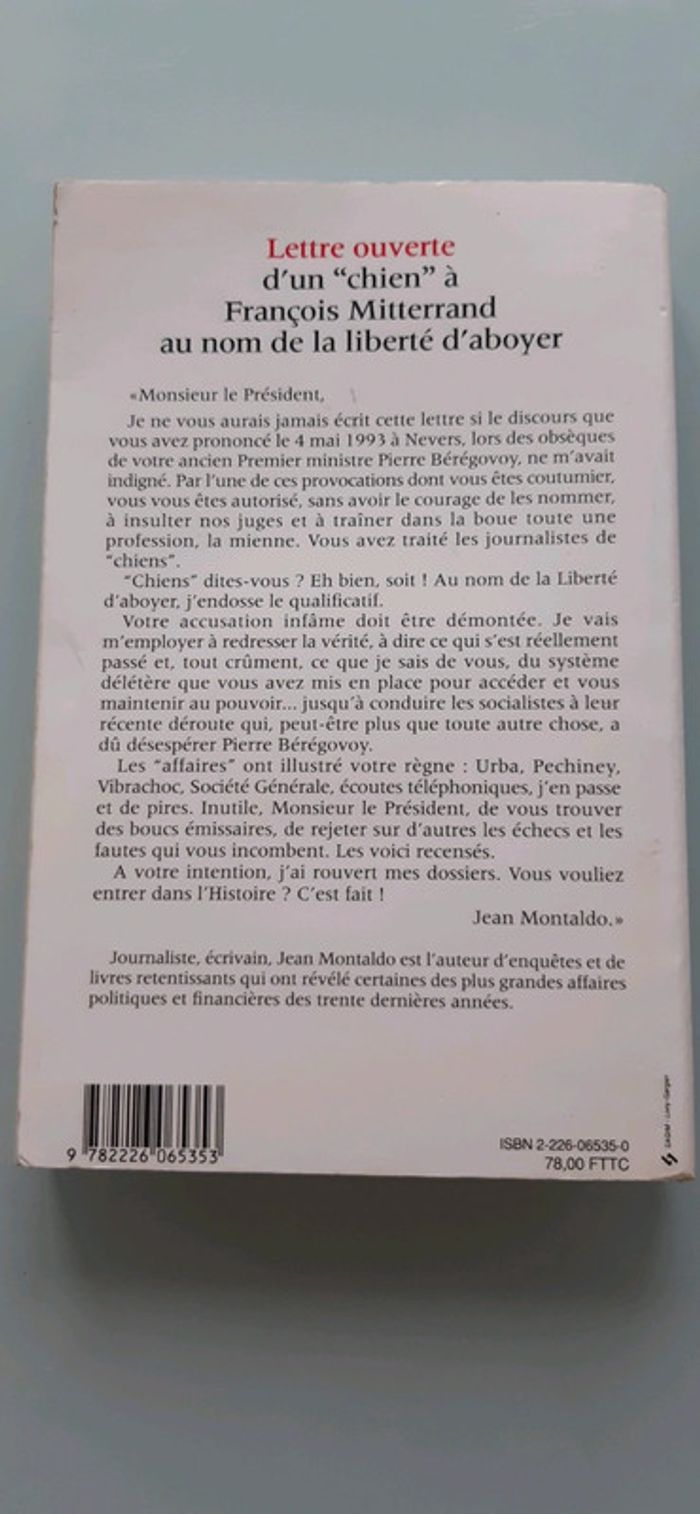 Lettre ouverte
d'un “chien” à
François Mitterrand
au nom de la liberté d'aboyer
«Monsieur le Président,
Je ne vous aurais jamais écrit cette lettre si le discours que
vous avez prononcé le 4 mai 1993 à Nevers, lors des obsèques
de votre ancien Premier ministre Pierre Bérégovoy, ne m'avait
indigné. Par l'une de ces provocations dont vous êtes coutumier,
vous vous êtes autorisé, sans avoir le courage de les nommer,
à insulter nos juges et à traîner dans la boue toute une
profession, la mienne. Vous avez traité les journalistes de
“chiens”.
“Chiens” dites-vous ? Eh bien, soit ! Au nom de la Liberté
d'aboyer, j'endosse le qualificatif.
Votre accusation infâme doit être démontée. Je vais
m'employer à redresser la vérité, à dire ce qui s'est réellement
passé et, tout crûment, ce que je sais de vous, du système
délétère que vous avez mis en place pour accéder et vous
maintenir au pouvoir... jusqu'à conduire les socialistes à leur
récente déroute qui, peut-être plus que toute autre chose, a
dû désespérer Pierre Bérégovoy.
Les “affaires” ont illustré votre règne : Urba, Pechiney,
Vibrachoc, Société Générale, écoutes téléphoniques, j'en passe
et de pires. Inutile, Monsieur le Président, de vous trouver
des boucs émissaires, de rejeter sur d'autres les échecs et les
fautes qui vous incombent. Les voici recensés.
A votre intention, j'ai rouvert mes dossiers. Vous vouliez
entrer dans l'Histoire ? C'est fait !
Jean Montaldo.»
Journaliste, écrivain, Jean Montaldo est l'auteur d'enquêtes et de
livres retentissants qui ont révélé certaines des plus grandes affaires
politiques et financières des trente dernières années.
9 782226 065353
ISBN 2-226-06535-0
78,00 FTTC